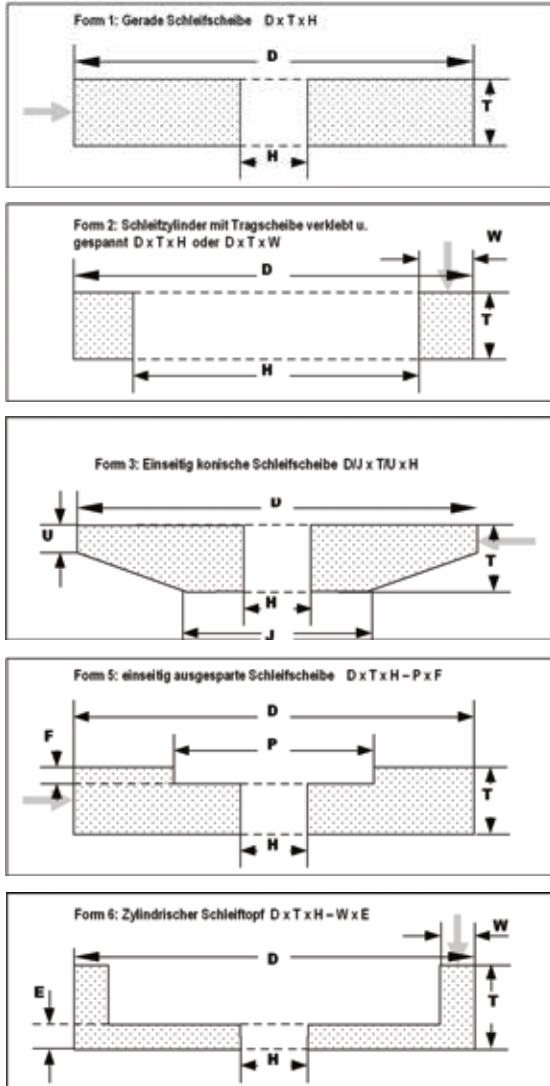 Form 1: Gerade Schleifscheibe D x T x H
D
T
H
Form 2: Schleifzylinder mit Tragscheibe verklebt u.
gespannt D x T x H oder D x T x W
W
D
T
H
Form 3: Einseitig konische Schleifscheibe D/J x T/U x H
D
U
T
H
J
Form 5: einseitig ausgesparte Schleifscheibe D x T x H – P x F
D
F
P
T
H
Form 6: Zylindrischer Schleiftopf D x T x H – W x E
W
D
E
T
H